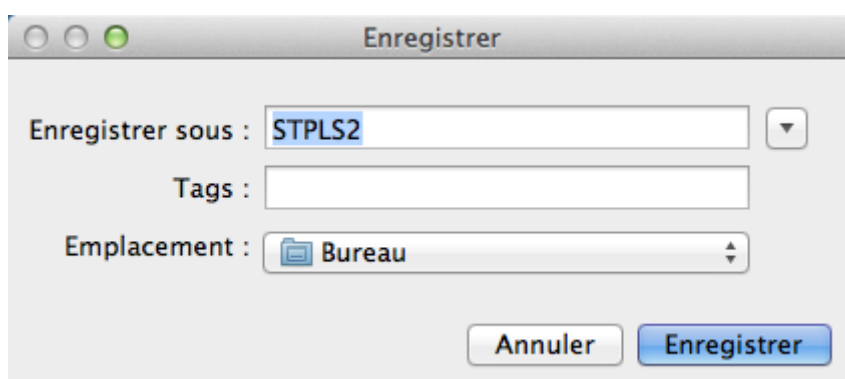 Enregistrer
Enregistrer sous : STPLS2
Tags :
Emplacement : Bureau
Annuler Enregistrer